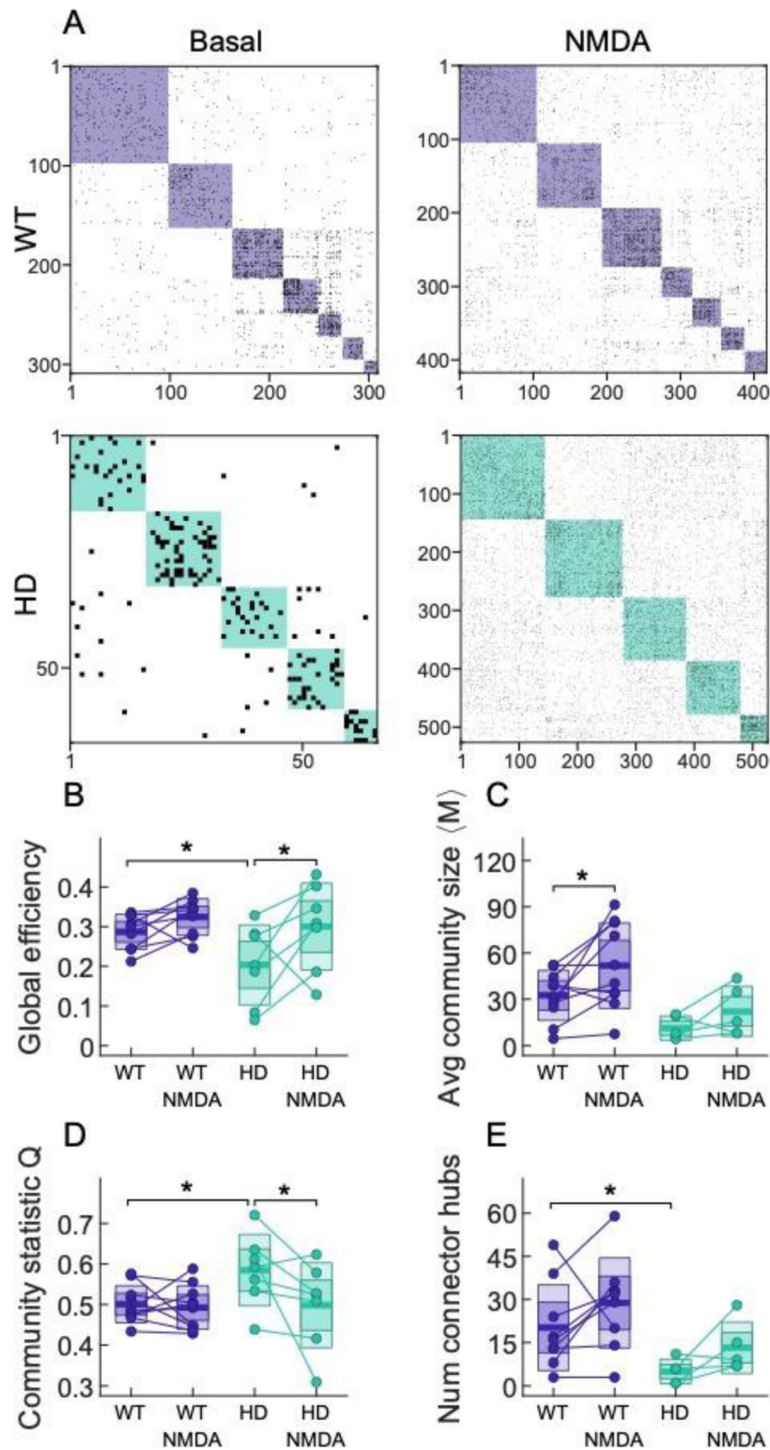 A
Basal
NMDA
WT
1
100
200
300
1
100
200
300
1
100
200
300
400
1
100
200
300
400
HD
1
50
1
50
1
100
200
300
400
500
1
100
200
300
400
500
B
Global efficiency
0.4
0.3
0.2
0.1
0
*
*
WT
WT
HD
HD
NMDA
NMDA
C
Avg community size ⟨M⟩
120
90
60
30
0
*
WT
WT
HD
HD
NMDA
NMDA
D
Community statistic Q
0.7
0.6
0.5
0.4
0.3
*
*
WT
WT
HD
HD
NMDA
NMDA
E
Num connector hubs
60
45
30
15
0
*
WT
WT
HD
HD
NMDA
NMDA